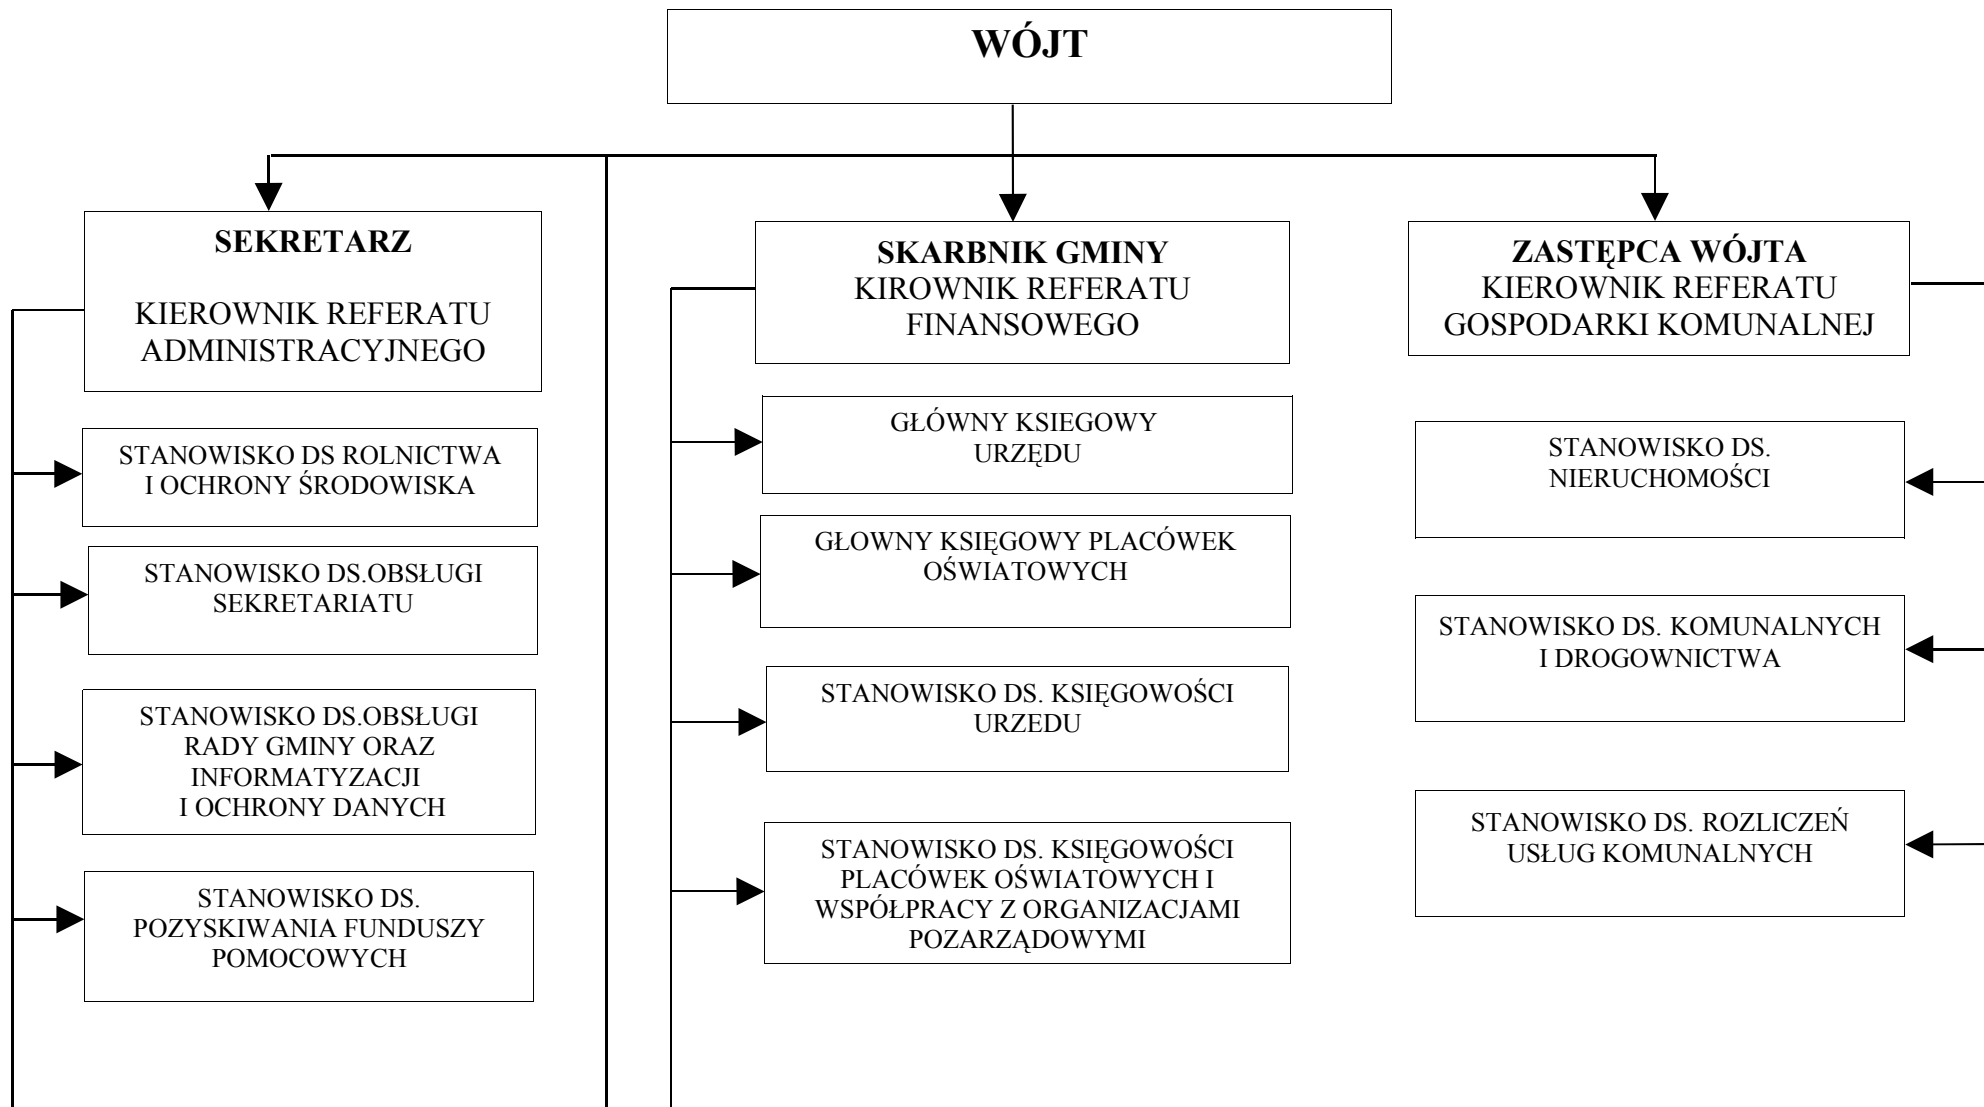 WÓJT
SEKRETARZ
KIEROWNIK REFERATU
ADMINISTRACYJNEGO
STANOWISKO DS ROLNICTWA
I OCHRONY ŚRODOWISKA
STANOWISKO DS.OBSŁUGI
SEKRETARIATU
STANOWISKO DS.OBSŁUGI
RADY GMINY ORAZ
INFORMATYZACJI
I OCHRONY DANYCH
STANOWISKO DS.
POZYSKIWANIA FUNDUSZY
POMOCOWYCH
SKARBNIK GMINY
KIROWNIK REFERATU
FINANSOWEGO
GŁÓWNY KSIEGOWY
URZĘDU
GŁOWNY KSIĘGOWY PLACÓWEK
OŚWIATOWYCH
STANOWISKO DS. KSIĘGOWOŚCI
URZEDU
STANOWISKO DS. KSIĘGOWOŚCI
PLACÓWEK OŚWIATOWYCH I
WSPÓŁPRACY Z ORGANIZACJAMI
POZARZĄDOWYMI
ZASTĘPCA WÓJTA
KIEROWNIK REFERATU
GOSPODARKI KOMUNALNEJ
STANOWISKO DS.
NIERUCHOMOŚCI
STANOWISKO DS. KOMUNALNYCH
I DROGOWNICTWA
STANOWISKO DS. ROZLICZEŃ
USŁUG KOMUNALNYCH